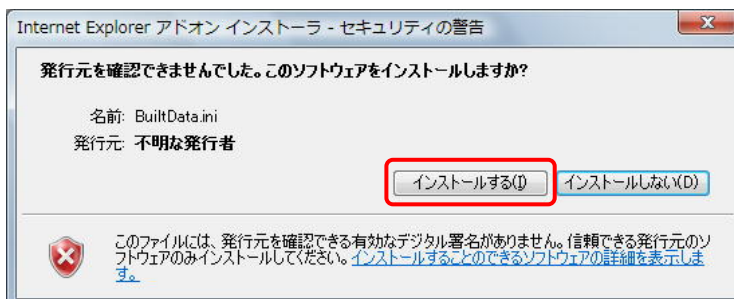 Internet Explorer アドオン インストーラ - セキュリティの警告
発行元を確認できませんでした。このソフトウェアをインストールしますか?
名前: BuiltData.ini
発行元: 不明な発行者
インストールする(I) インストールしない(D)
このファイルには、発行元を確認できる有効なデジタル署名がありません。信頼できる発行元のソ
フトウェアのみインストールしてください。インストールすることのできるソフトウェアの詳細を表示しま
す。